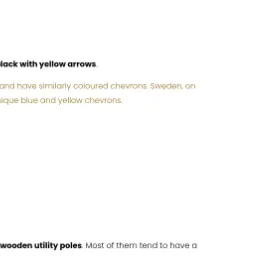 lack with yellow arrows.
and have similarly coloured chevrons. Sweden, on
nique blue and yellow chevrons.
wooden utility poles. Most of them tend to have a